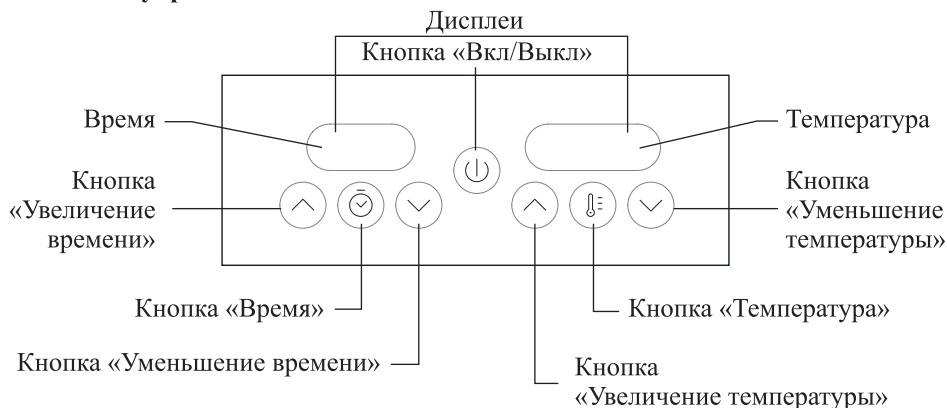 Дисплеи
Кнопка «Вкл/Выкл»
Время
Температура
Кнопка
«Увеличение
времени»
Кнопка
«Уменьшение
температуры»
Кнопка «Время»
Кнопка «Температура»
Кнопка «Уменьшение времени»
Кнопка
«Увеличение температуры»